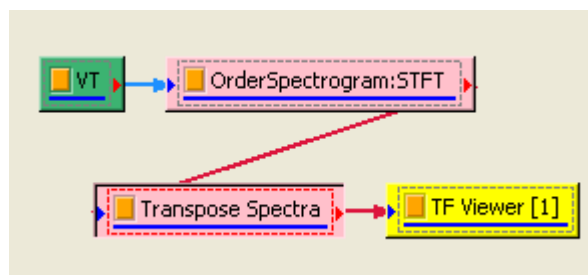 VT
OrderSpectrogram:STFT
Transpose Spectra
TF Viewer [1]